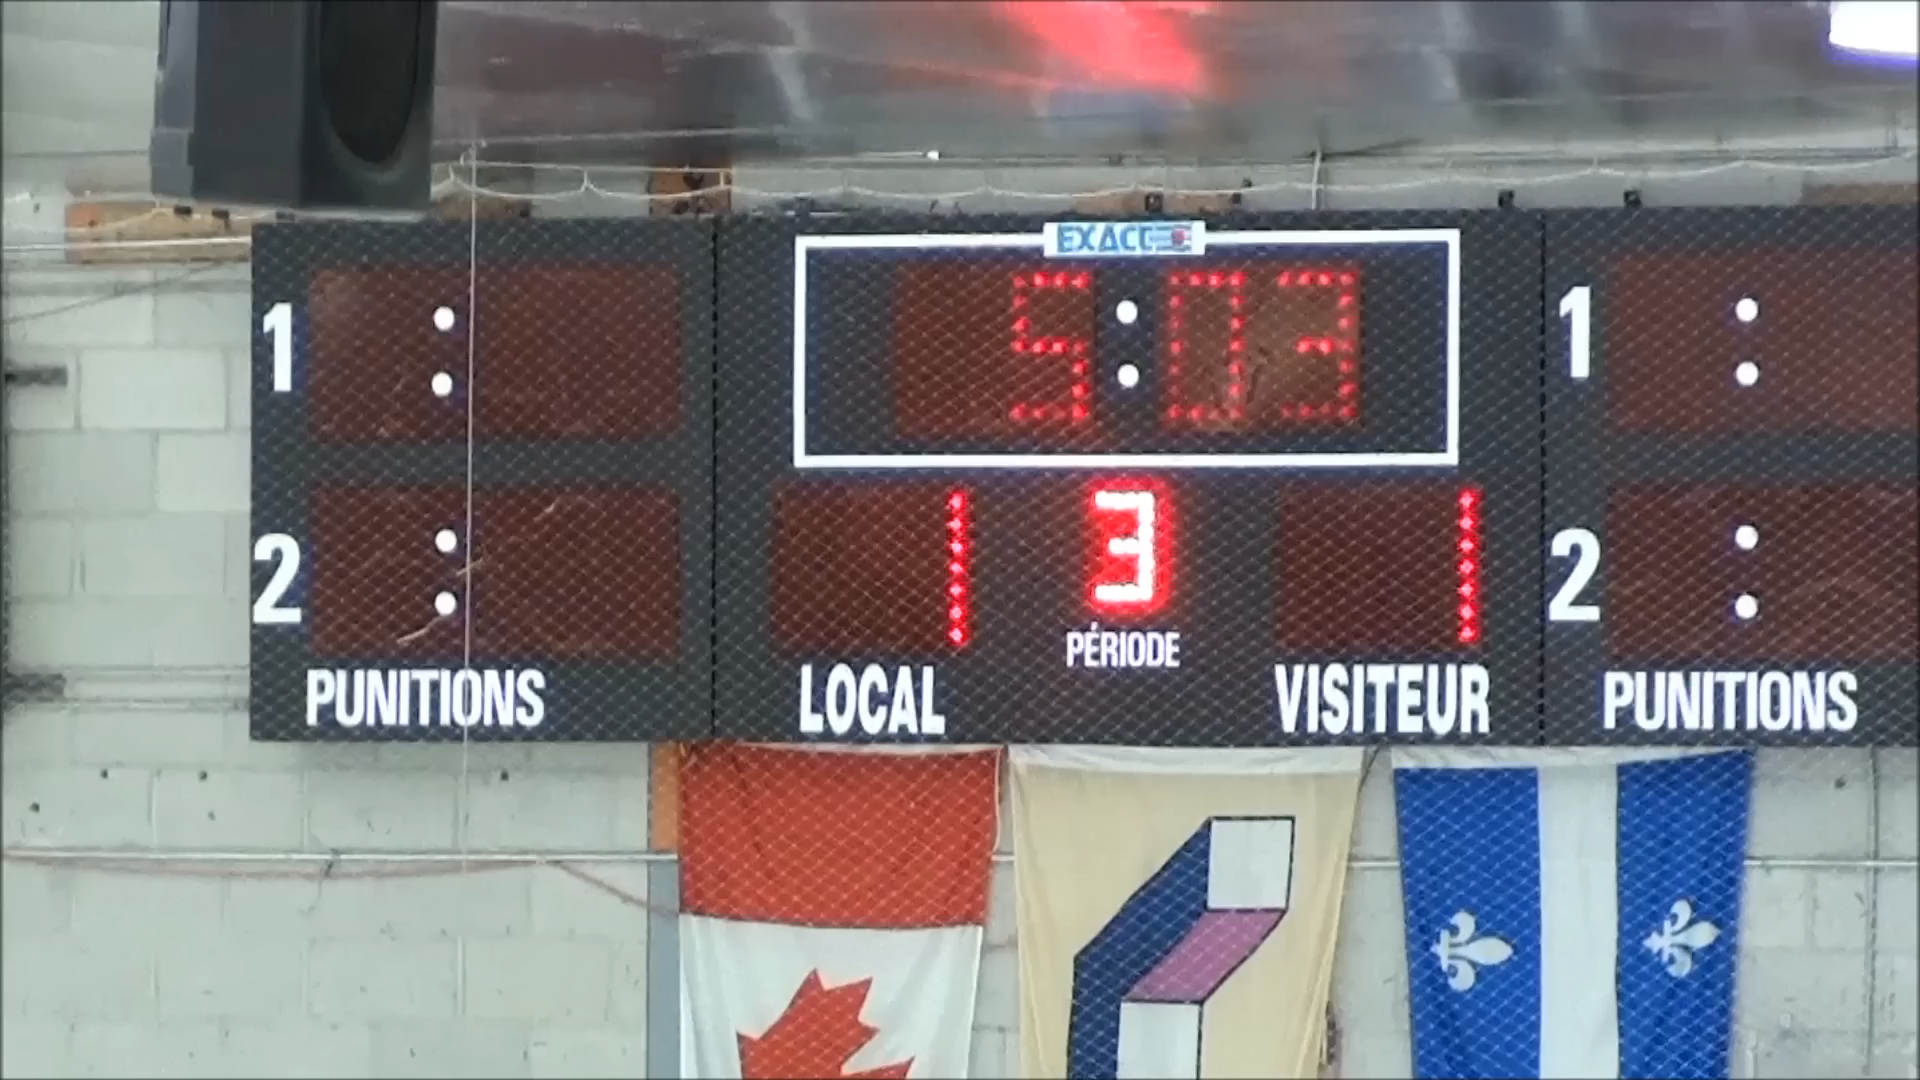 EXACT
1 : 5:03 1 :
2 : 1 3 1 2 :
PÉRIODE
PUNITIONS LOCAL VISITEUR PUNITIONS